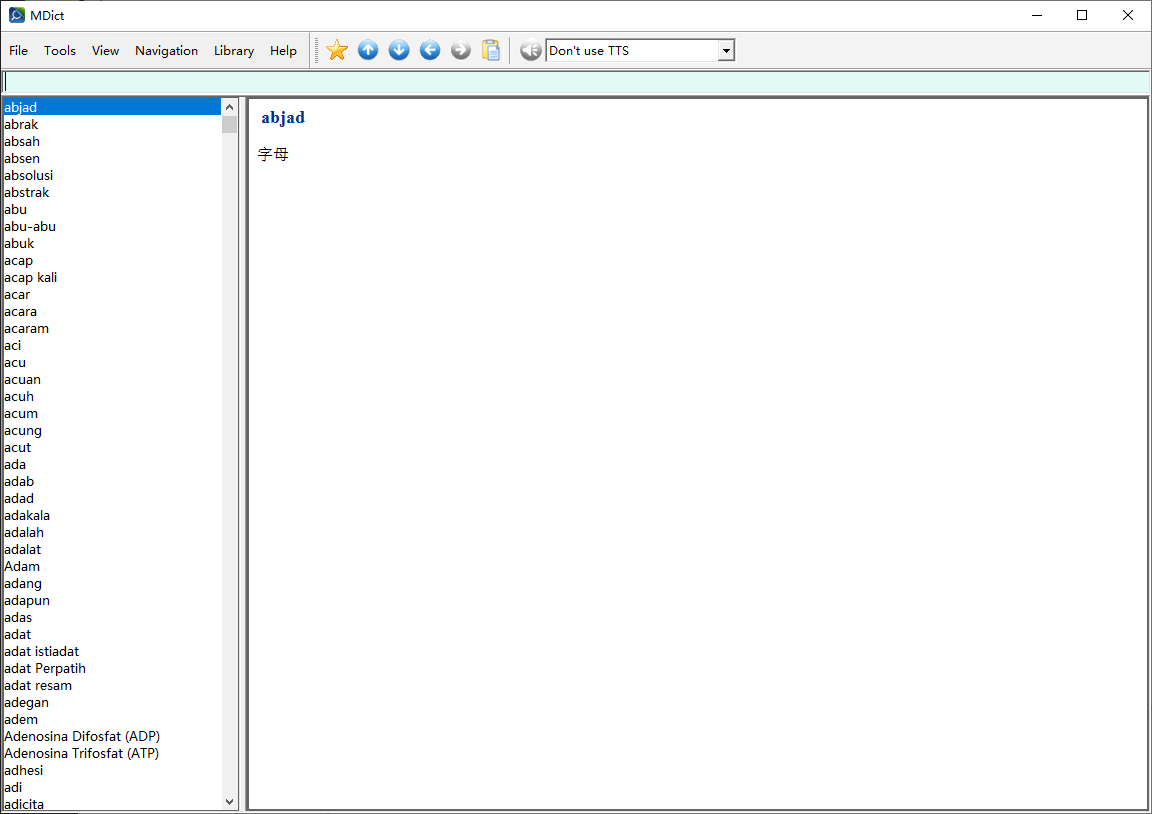 MDict
File Tools View Navigation Library Help Don't use TTS
abjad
abrak
absah
absen
absolusi
abstrak
abu
abu-abu
abuk
acap
acap kali
acar
acara
acaram
aci
acu
acuan
acuh
acum
acung
acut
ada
adab
adad
adakala
adalah
adalat
Adam
adang
adapun
adas
adat
adat istiadat
adat Perpatih
adat resam
adegan
adem
Adenosina Difosfat (ADP)
Adenosina Trifosfat (ATP)
adhesi
adi
adicita
abjad
字母